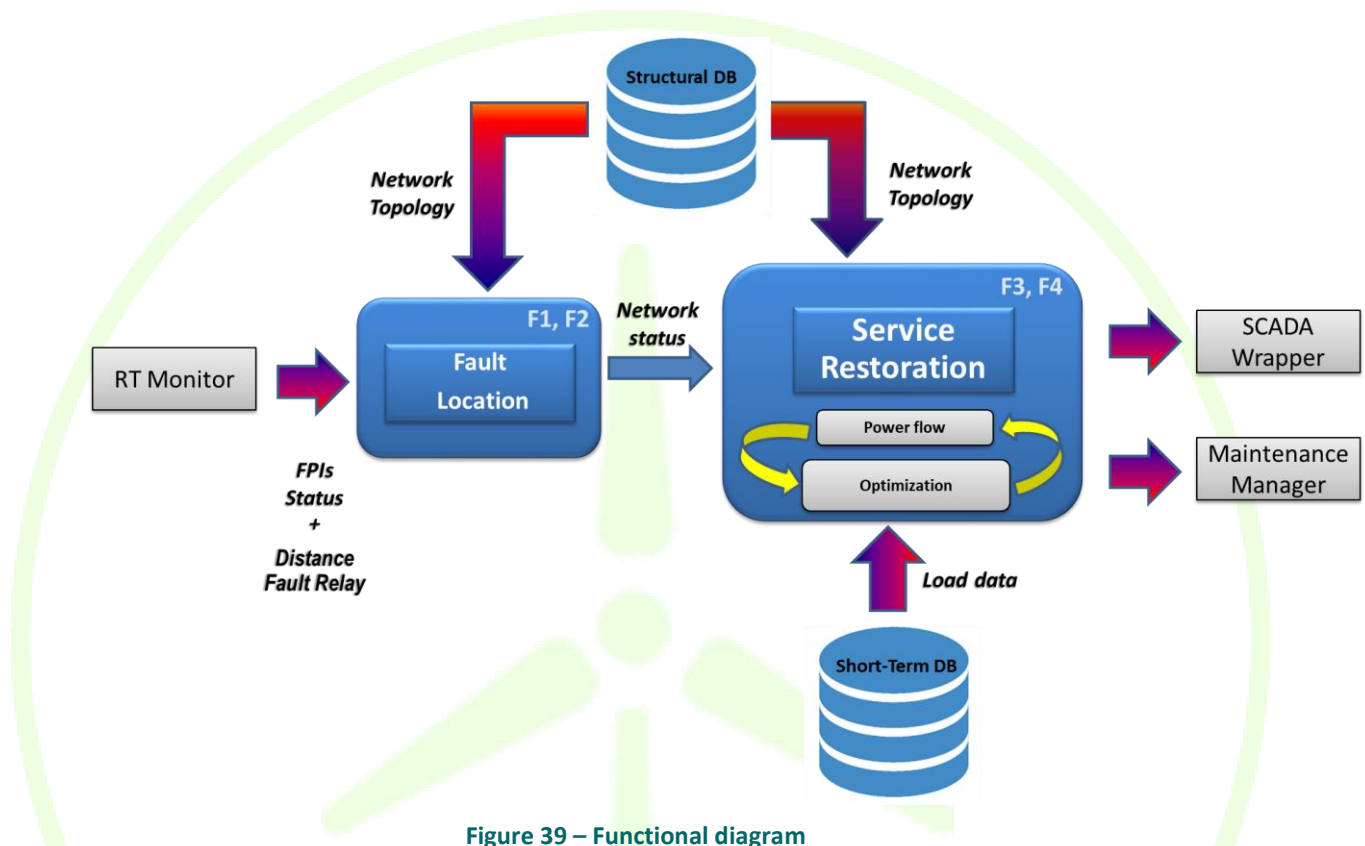 Structural DB
Network
Topology
Network
Topology
F1, F2
Fault
Location
RT Monitor
FPIs
Status
+
Distance
Fault Relay
Network
status
F3, F4
Service
Restoration
Power flow
Optimization
SCADA
Wrapper
Maintenance
Manager
Load data
Short-Term DB
Figure 39 – Functional diagram